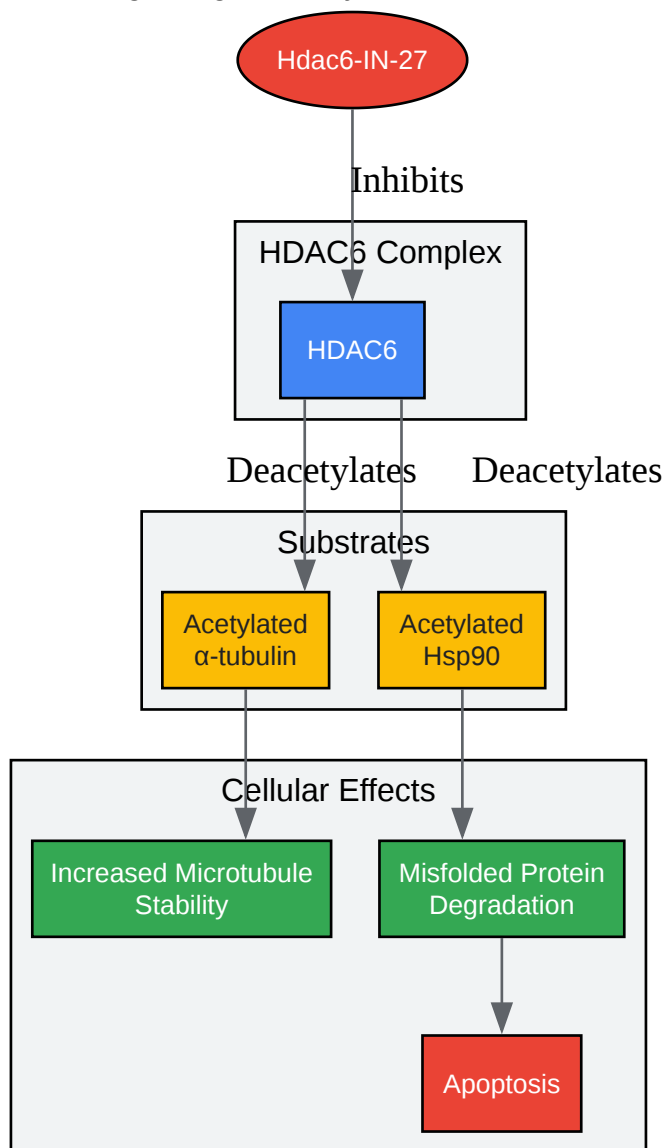 Hdac6-IN-27
Inhibits
HDAC6 Complex
HDAC6
Deacetylates
Deacetylates
Substrates
Acetylated
α-tubulin
Acetylated
Hsp90
Cellular Effects
Increased Microtubule
Stability
Misfolded Protein
Degradation
Apoptosis